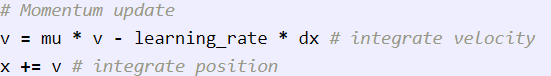 # Momentum update
v = mu * v - learning_rate * dx # integrate velocity
x += v # integrate position